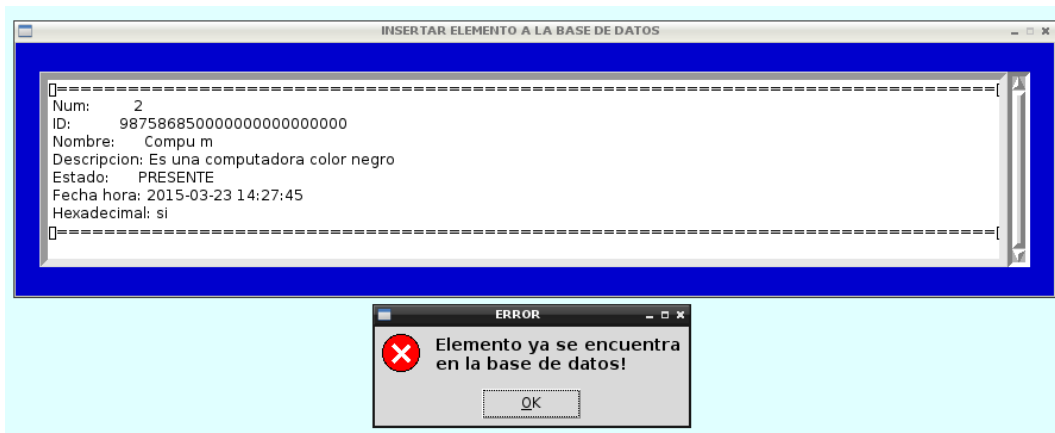 INSERTAR ELEMENTO A LA BASE DE DATOS
▯==================================================================================[
Num: 2
ID: 987586850000000000000000
Nombre: Compu m
Descripcion: Es una computadora color negro
Estado: PRESENTE
Fecha hora: 2015-03-23 14:27:45
Hexadecimal: si
▯==================================================================================[
ERROR
Elemento ya se encuentra
en la base de datos!
OK